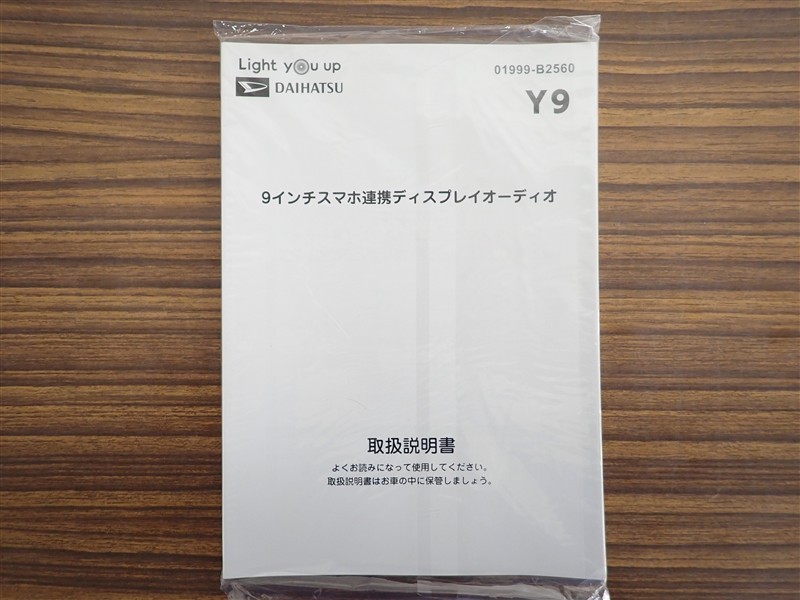 Light you up
01999-B2560
DAIHATSU
Y9
9インチスマホ連携ディスプレイオーディオ
取扱説明書
よくお読みになって使用してください。
取扱説明書はお車の中に保管しましょう。